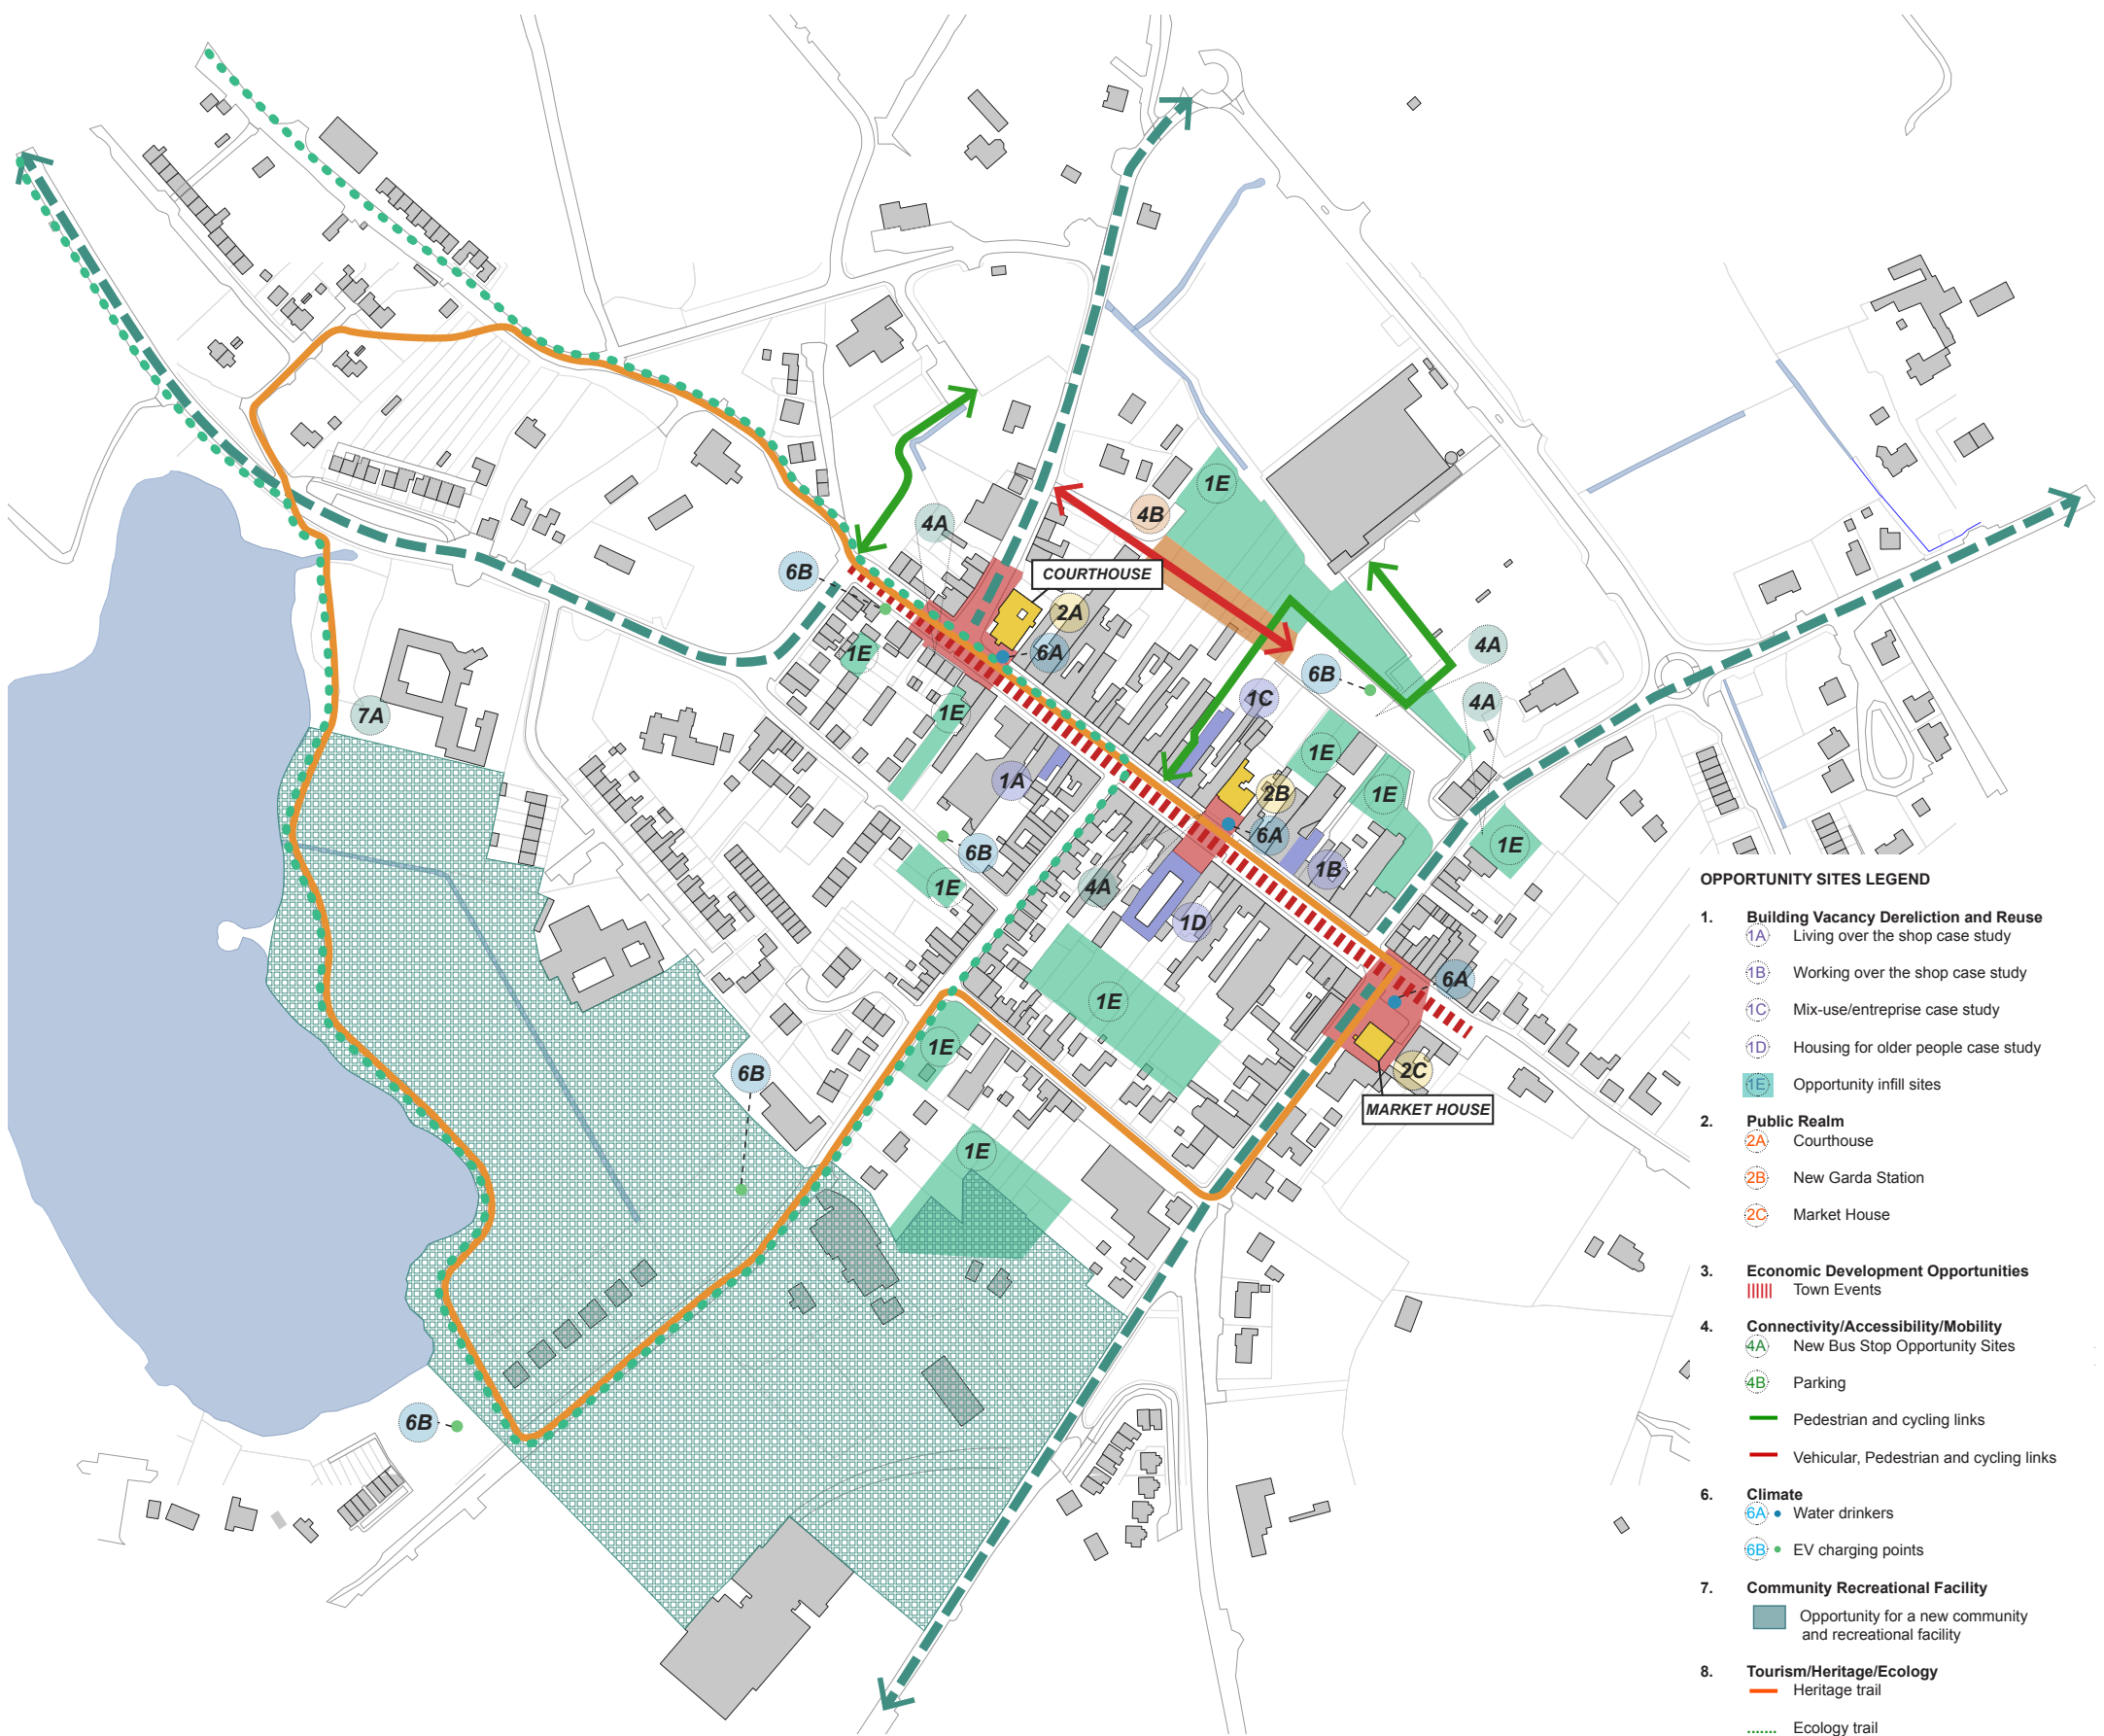 1E
4A
4B
6B
COURTHOUSE
2A
1E
6A
4A
6B
1C
4A
7A
1E
1E
1A
2B
1E
6A
1E
6B
1B
1E
4A
1D
6A
1E
1E
6B
2C
MARKET HOUSE
1E
6B
OPPORTUNITY SITES LEGEND
1. Building Vacancy Dereliction and Reuse
1A Living over the shop case study
1B Working over the shop case study
1C Mix-use/entreprise case study
1D Housing for older people case study
1E Opportunity infill sites
2. Public Realm
2A Courthouse
2B New Garda Station
2C Market House
3. Economic Development Opportunities
Town Events
4. Connectivity/Accessibility/Mobility
4A New Bus Stop Opportunity Sites
4B Parking
Pedestrian and cycling links
Vehicular, Pedestrian and cycling links
6. Climate
6A Water drinkers
6B EV charging points
7. Community Recreational Facility
Opportunity for a new community
and recreational facility
8. Tourism/Heritage/Ecology
Heritage trail
Ecology trail